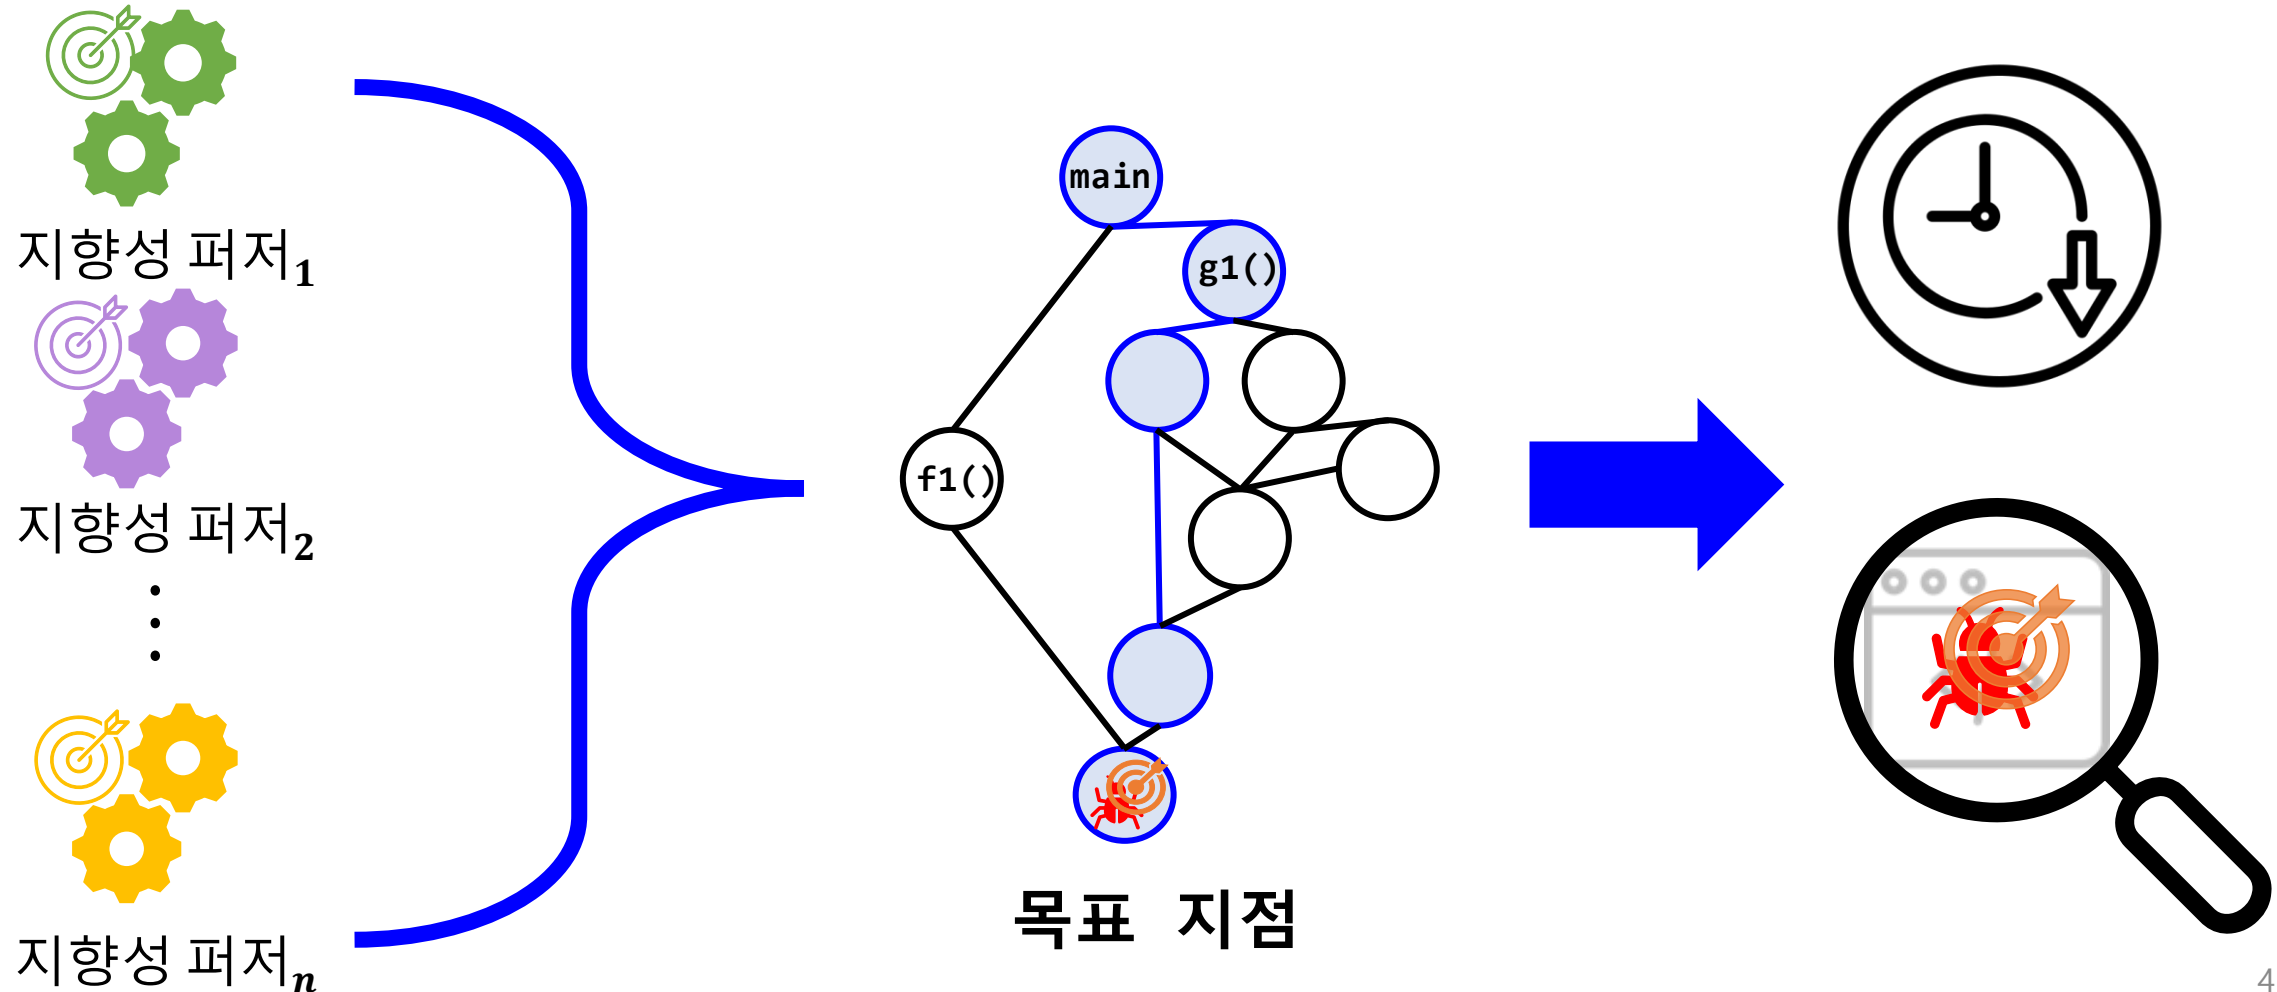 지향성 퍼저1
지향성 퍼저2
지향성 퍼저n
main
g1()
f1()
목표 지점
4